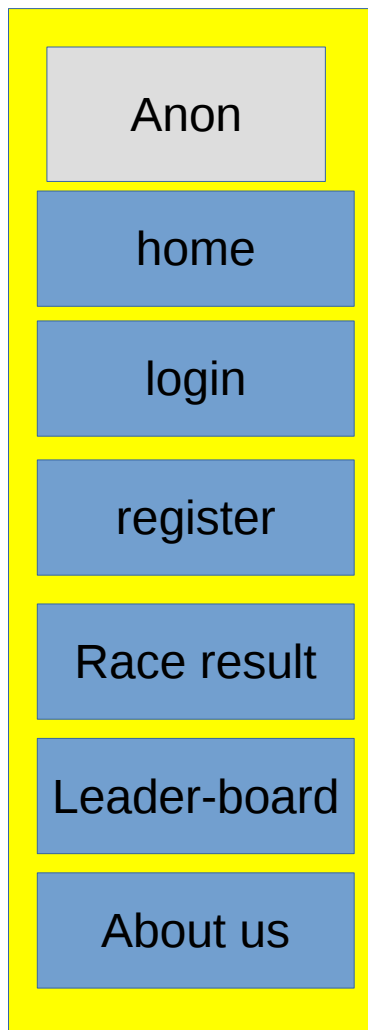 Anon
home
login
register
Race result
Leader-board
About us